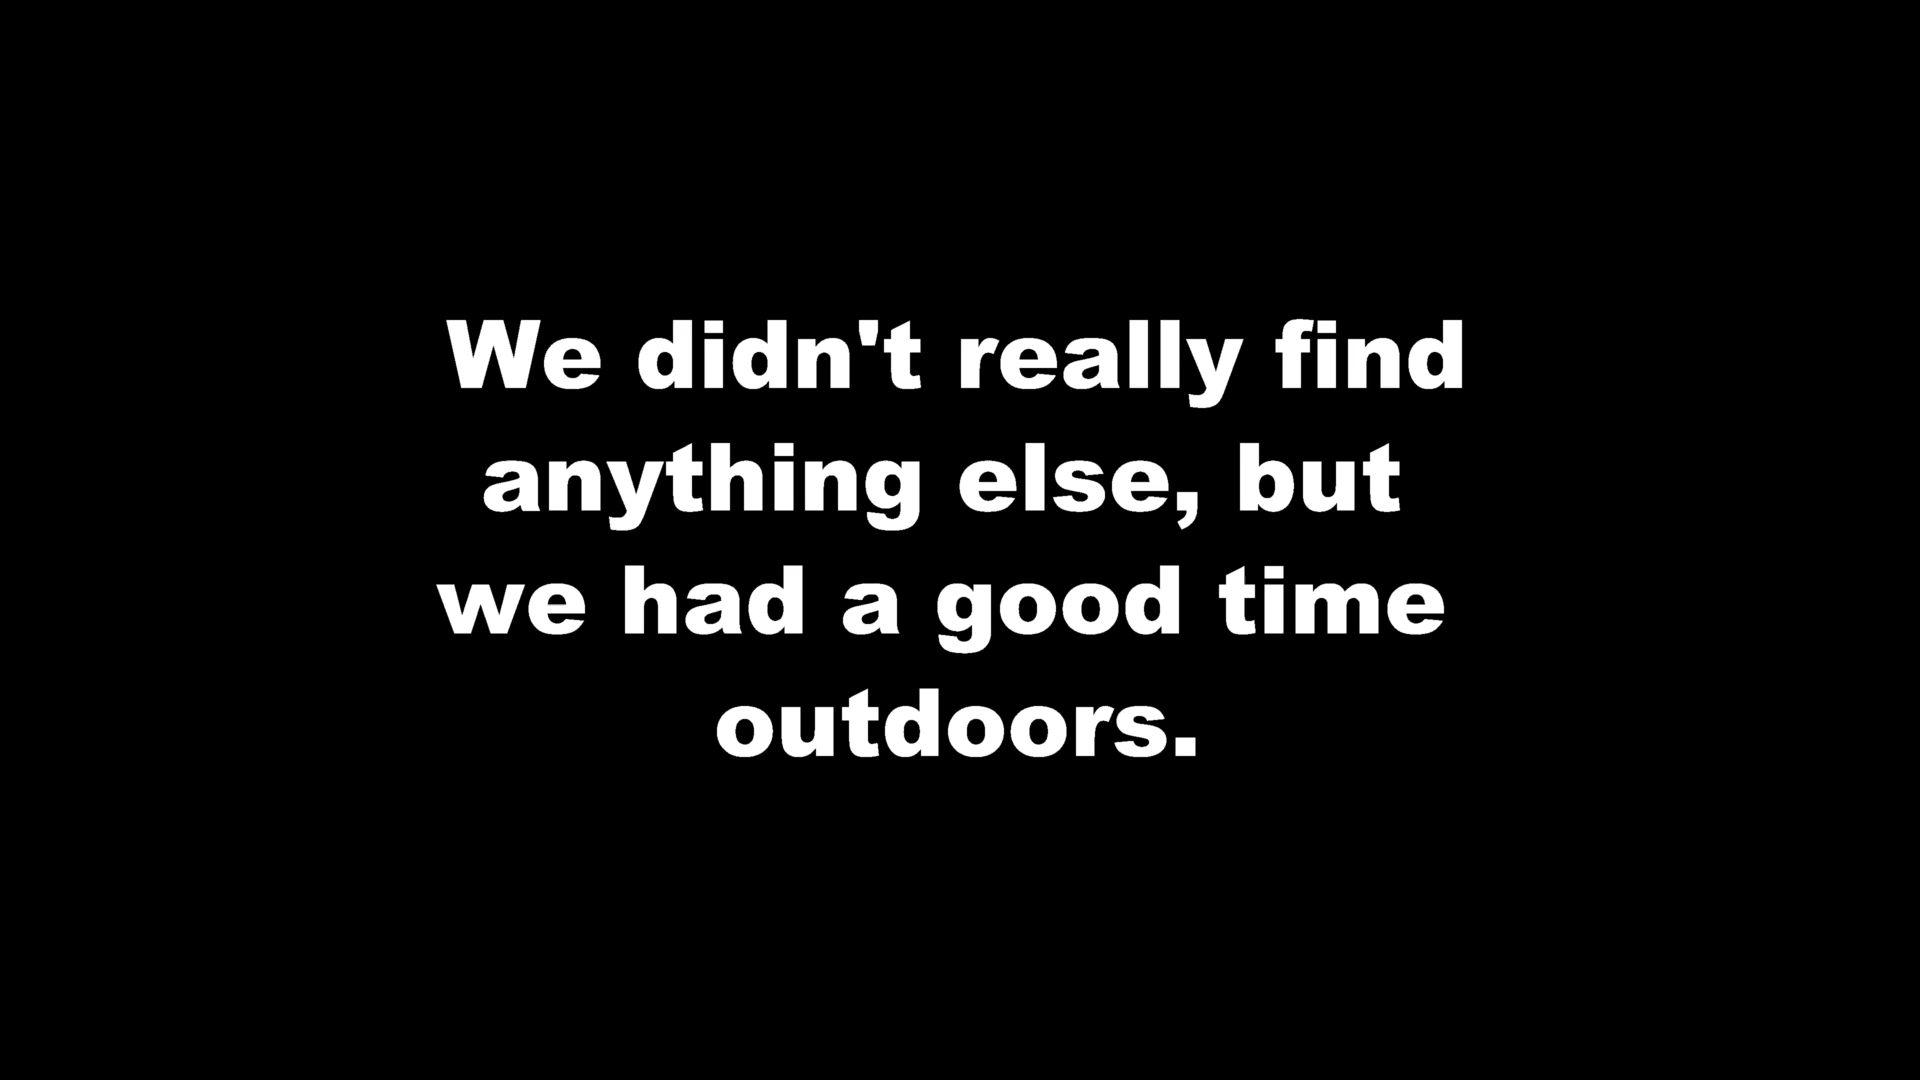 We didn't really find
anything else, but
we had a good time
outdoors.